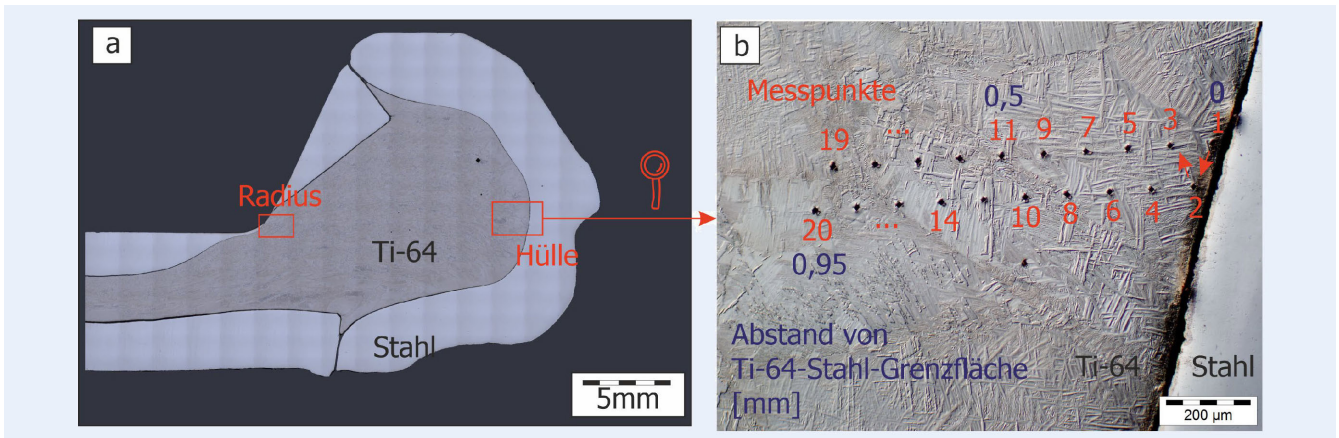 a
Radius
Ti-64
Hülle
Stahl
5mm
b
Messpunkte
0,5
0
19
...
11
9
7
5
3
1
20
...
14
10
8
6
4
2
0,95
Abstand von
Ti-64-Stahl-Grenzfläche
[mm]
Ti-64
Stahl
200 µm